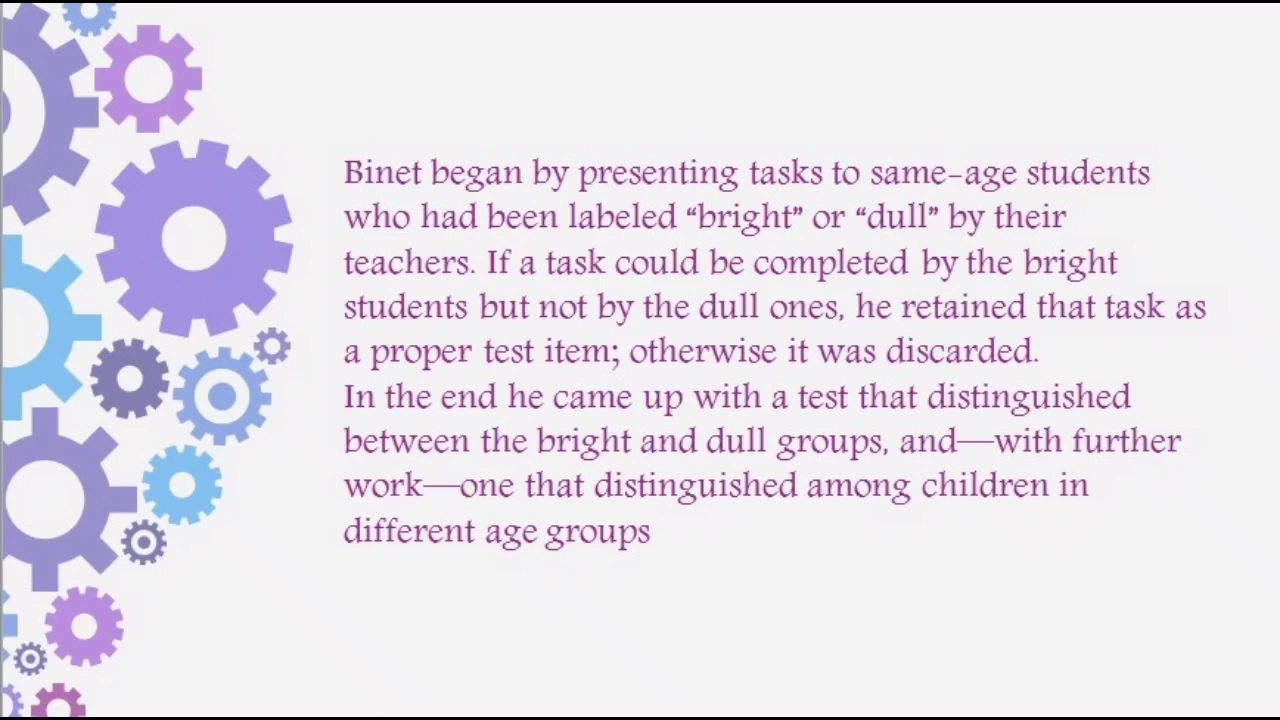 Binet began by presenting tasks to same-age students
who had been labeled “bright” or “dull” by their
teachers. If a task could be completed by the bright
students but not by the dull ones, he retained that task as
a proper test item; otherwise it was discarded.
In the end he came up with a test that distinguished
between the bright and dull groups, and—with further
work—one that distinguished among children in
different age groups